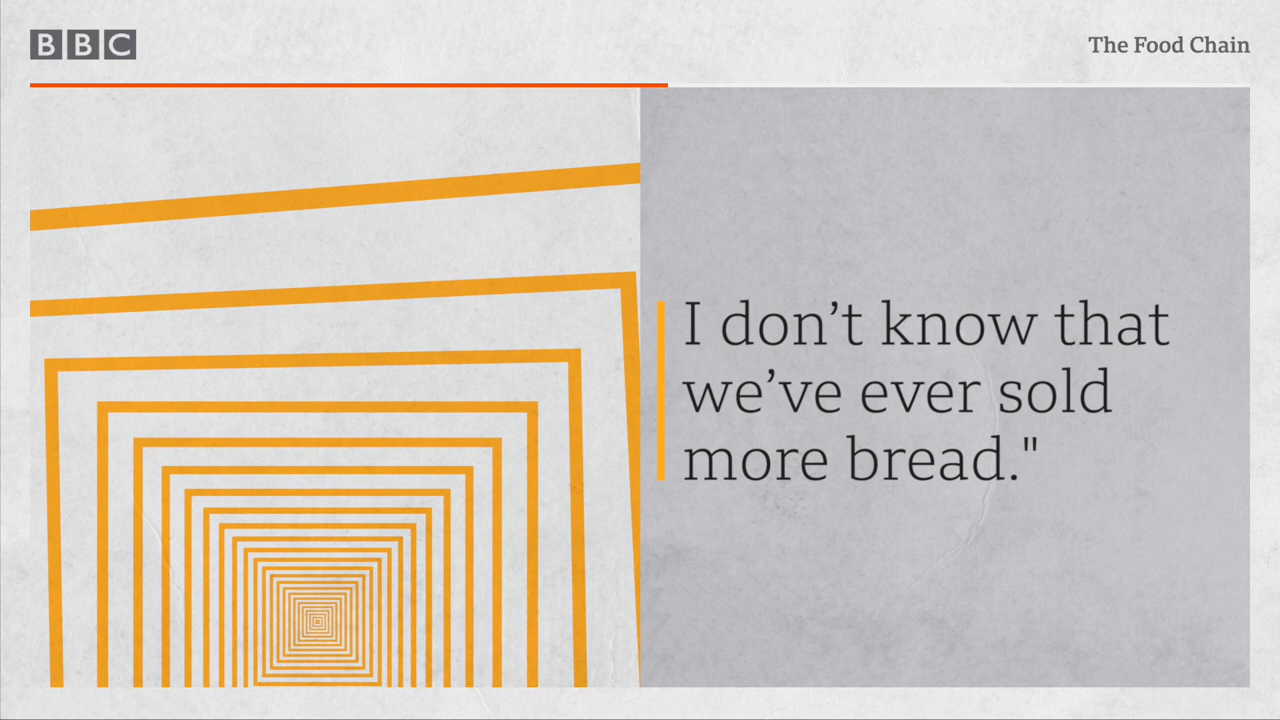 BBC
The Food Chain
I don’t know that
we’ve ever sold
more bread."